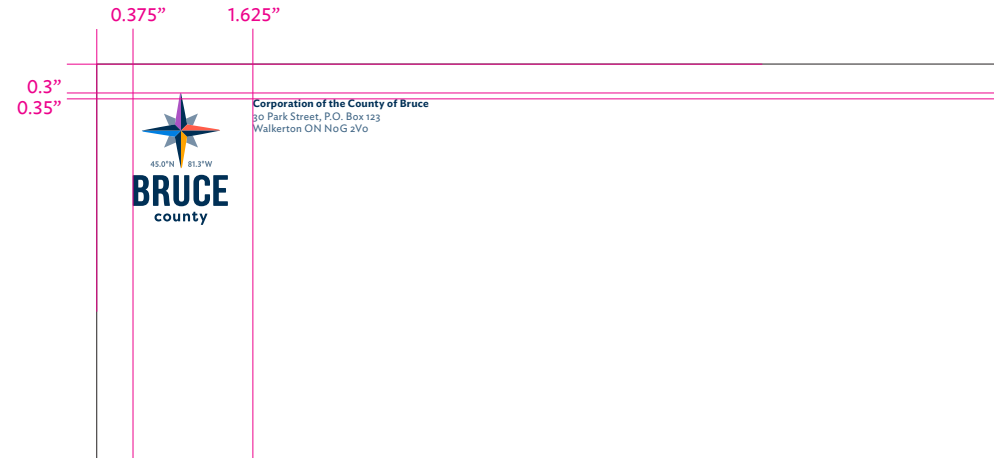 0.375” 1.625”
0.3”
0.35”
Corporation of the County of Bruce
30 Park Street, P.O. Box 123
Walkerton ON N0G 2V0
45.0°N 81.3°W
BRUCE
county